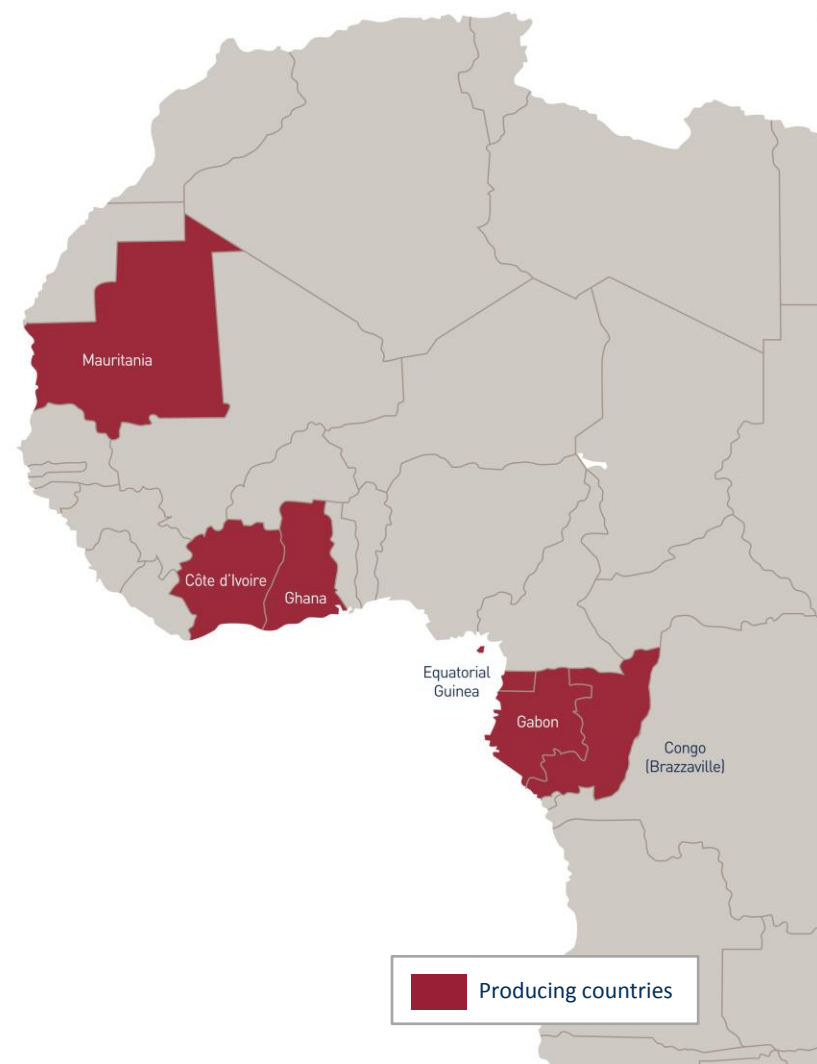 Mauritania
Côte d'Ivoire
Ghana
Equatorial
Guinea
Gabon
Congo
(Brazzaville)
Producing countries